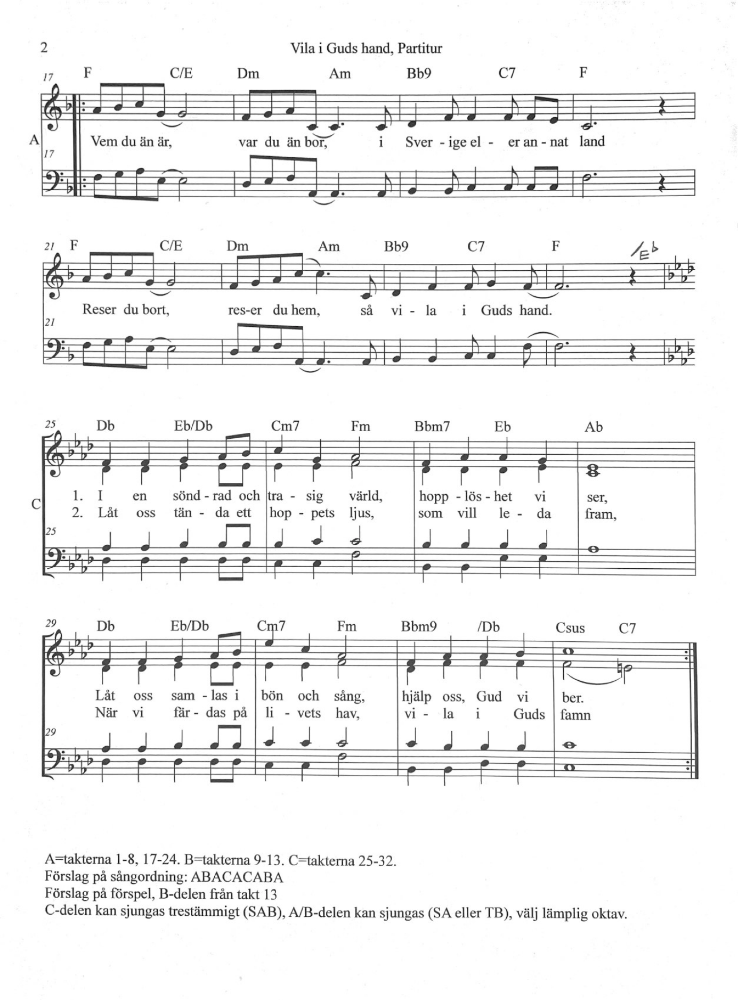 2
Vila i Guds hand, Partitur
17 F C/E Dm Am Bb9 C7 F
A
Vem du än är, var du än bor, i Sver - ige el - er an - nat land
17
21 F C/E Dm Am Bb9 C7 F /Eb
Reser du bort, res-er du hem, så vi - la i Guds hand.
21
25 Db Eb/Db Cm7 Fm Bbm7 Eb Ab
C
1. I en sönd - rad och tra - sig värld, hopp - lös - het vi ser,
2. Låt oss tän - da ett hop - pets ljus, som vill le - da fram,
25
29 Db Eb/Db Cm7 Fm Bbm9 /Db Csus C7
Låt oss sam - las i bön och sång, hjälp oss, Gud vi ber.
När vi fär - das på li - vets hav, vi - la i Guds famn
29
A=takterna 1-8, 17-24. B=takterna 9-13. C=takterna 25-32.
Förslag på sångordning: ABACACABA
Förslag på förspel, B-delen från takt 13
C-delen kan sjungas trestämmigt (SAB), A/B-delen kan sjungas (SA eller TB), välj lämplig oktav.